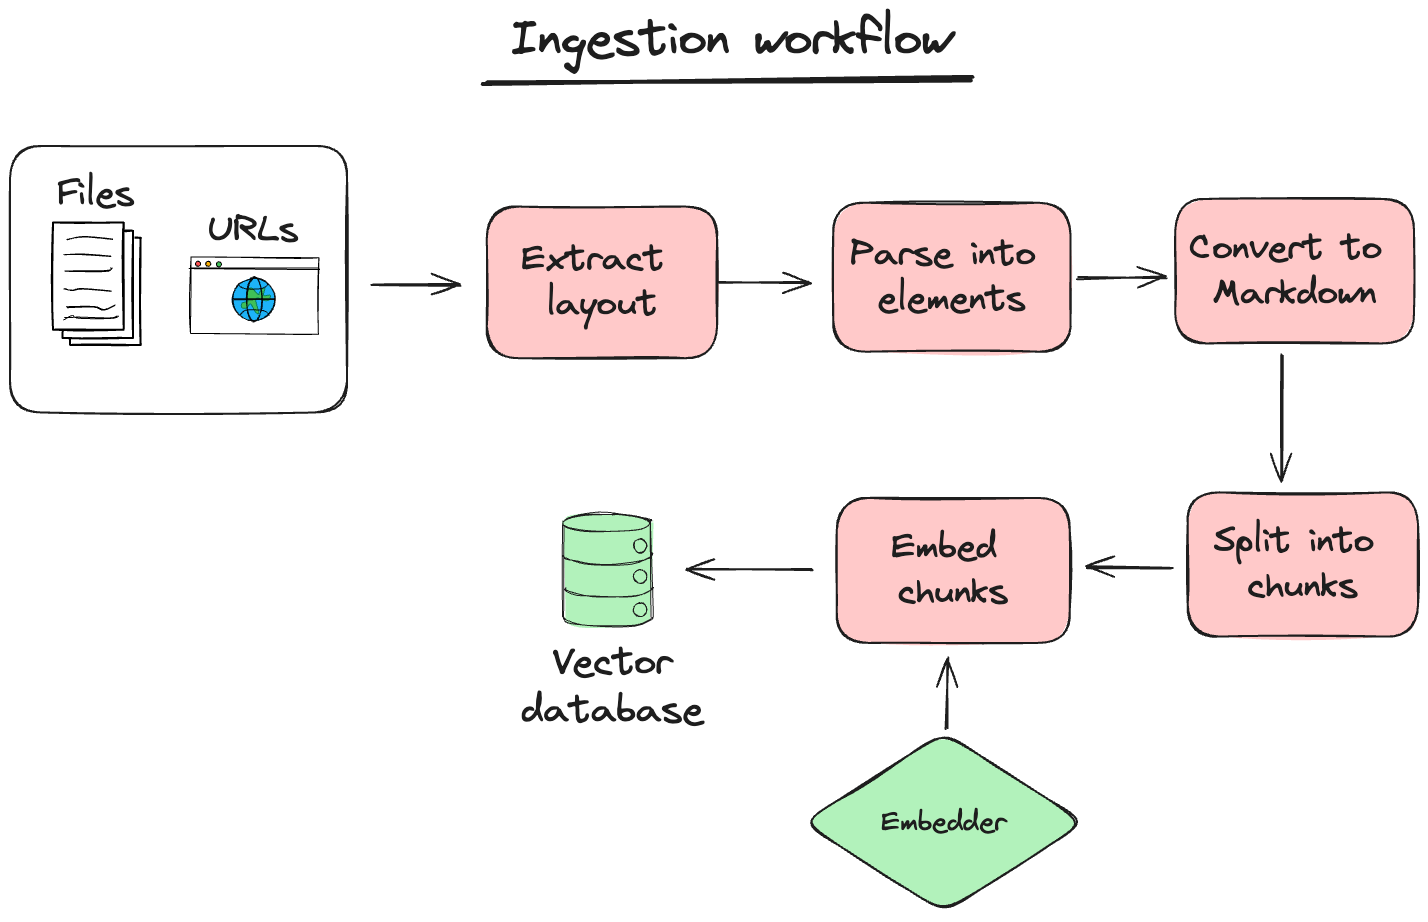 Ingestion workflow
Files
URLs
Extract
layout
Parse into
elements
Convert to
Markdown
Split into
chunks
Embed
chunks
Vector
database
Embedder